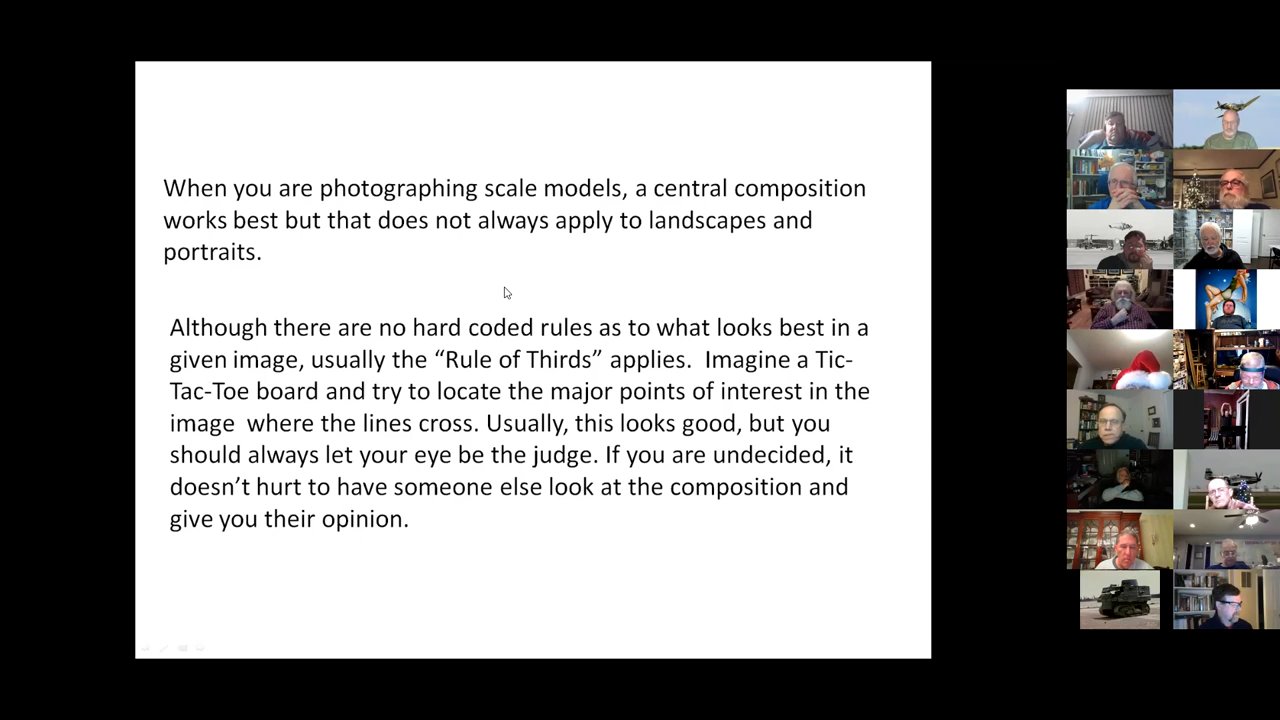 When you are photographing scale models, a central composition
works best but that does not always apply to landscapes and
portraits.
Although there are no hard coded rules as to what looks best in a
given image, usually the “Rule of Thirds” applies.  Imagine a Tic-
Tac-Toe board and try to locate the major points of interest in the
image  where the lines cross. Usually, this looks good, but you
should always let your eye be the judge. If you are undecided, it
doesn’t hurt to have someone else look at the composition and
give you their opinion.